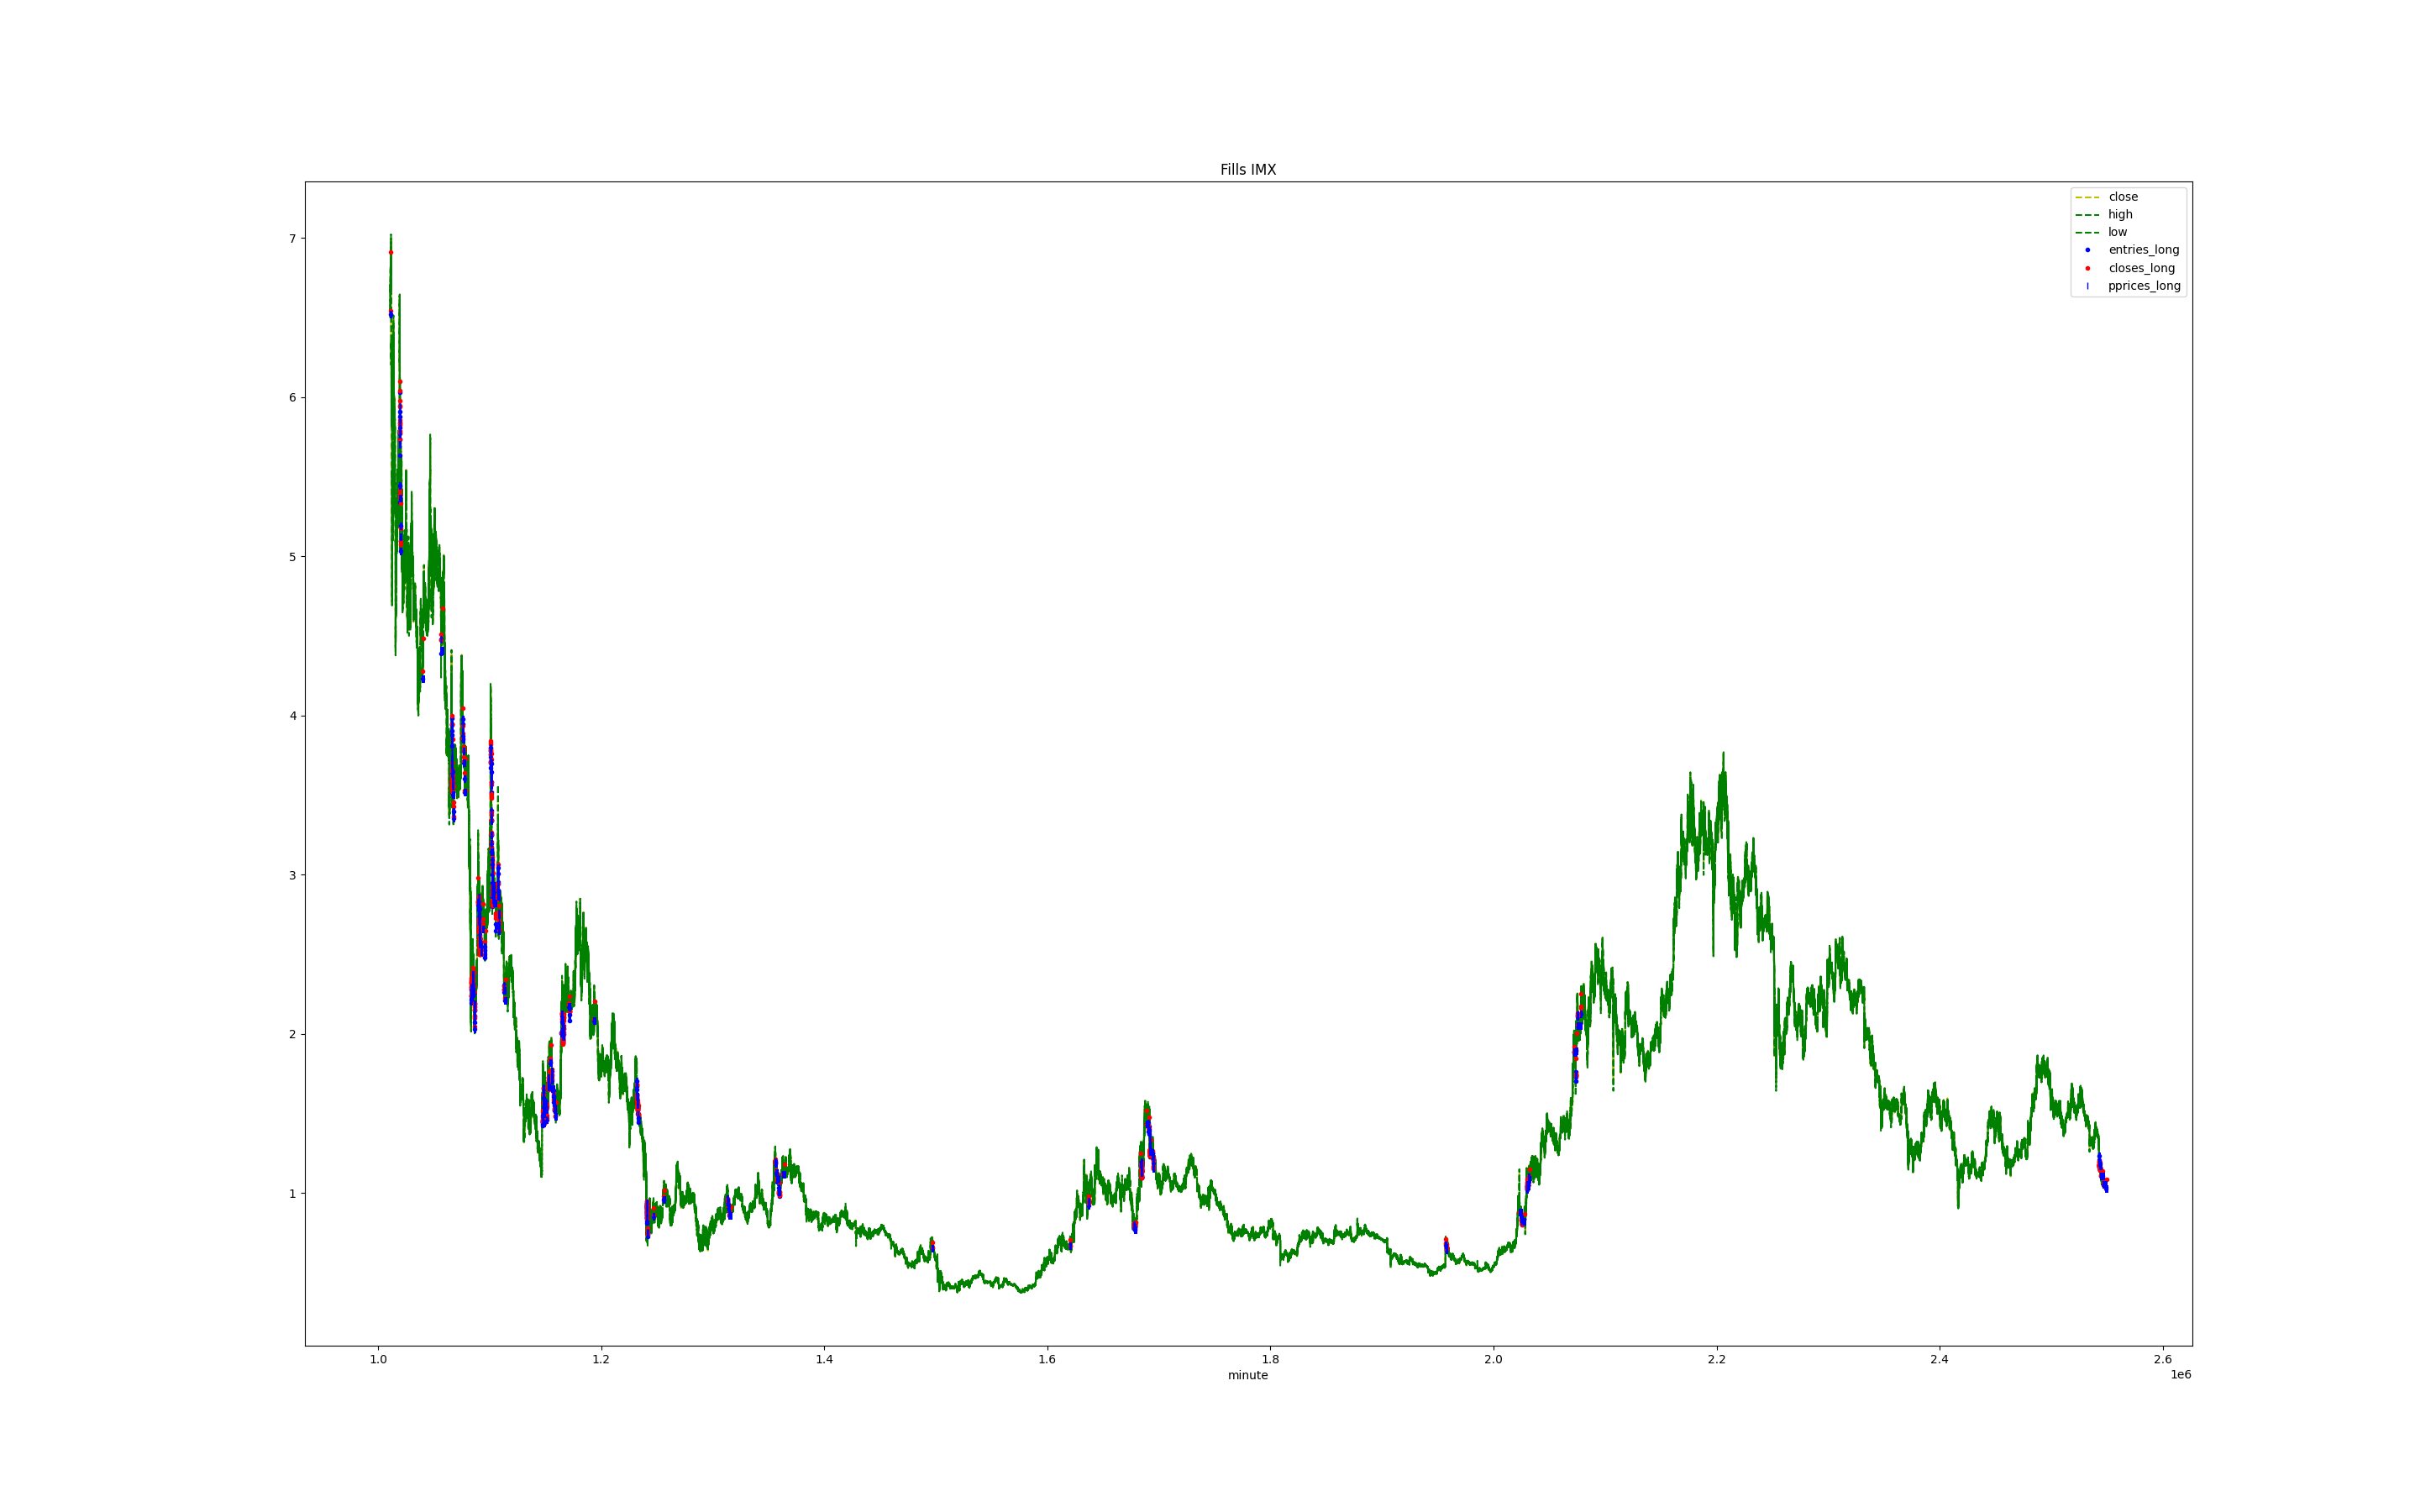 Fills IMX
close
high
low
entries_long
closes_long
pprices_long
7
6
5
4
3
2
1
1.0 1.2 1.4 1.6 1.8 2.0 2.2 2.4 2.6
minute
1e6